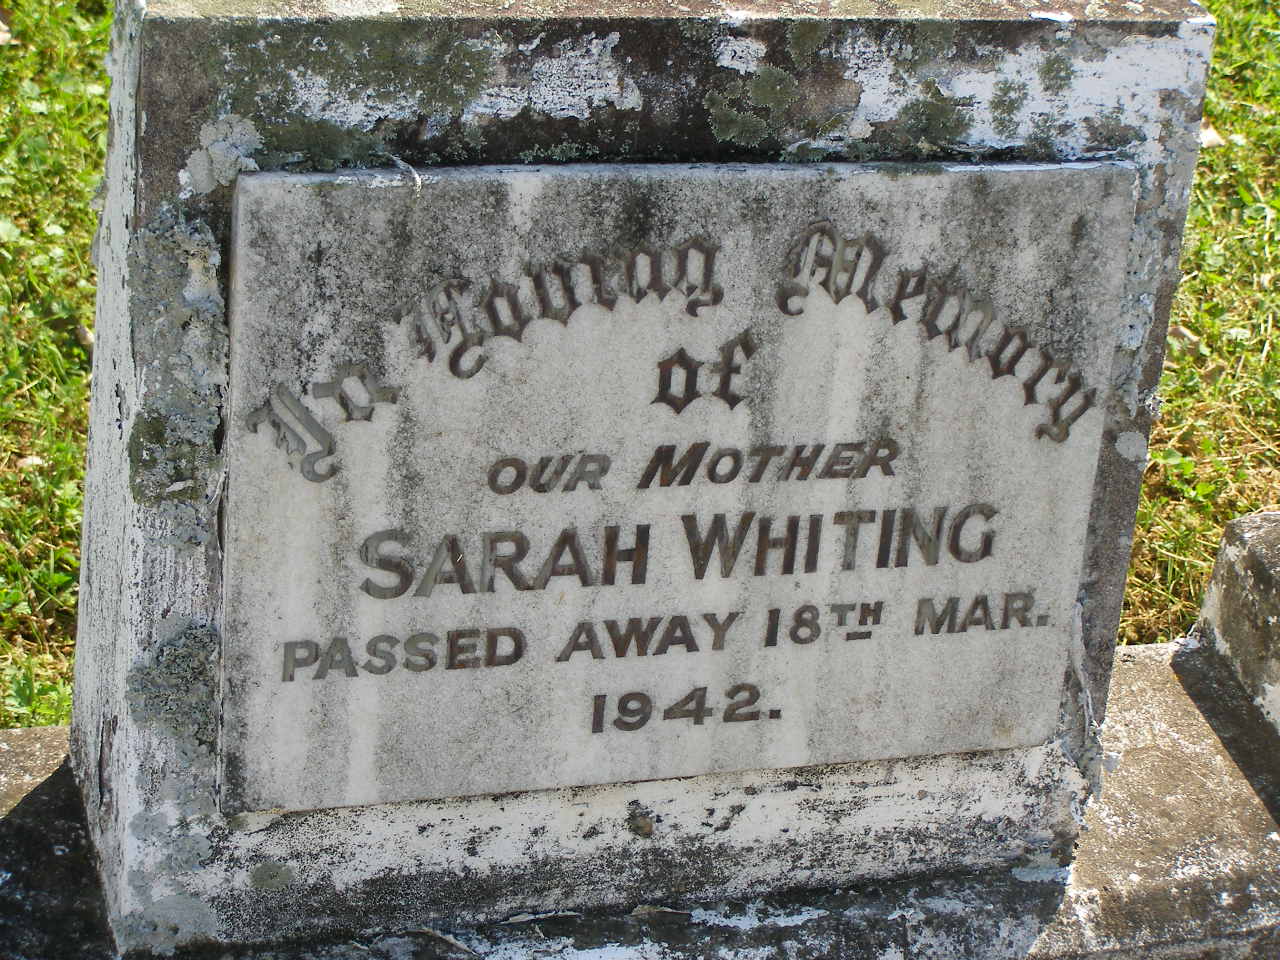 In Loving Memory
of
OUR MOTHER
SARAH WHITING
PASSED AWAY 18TH MAR.
1942.